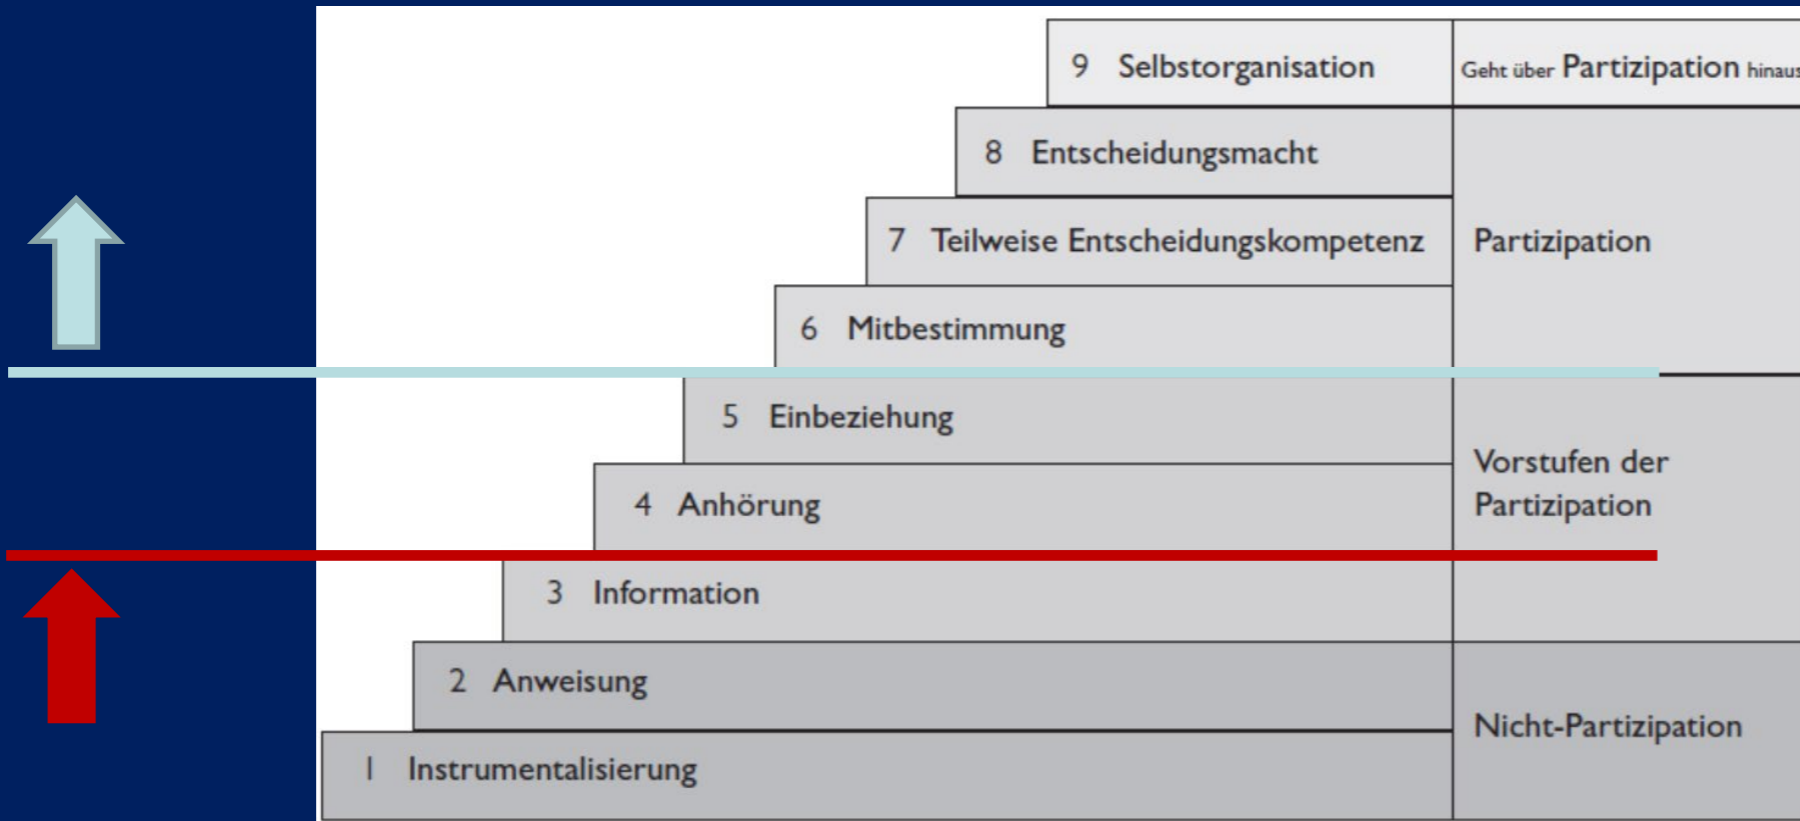 9 Selbstorganisation
Geht über Partizipation hinaus
8 Entscheidungsmacht
7 Teilweise Entscheidungskompetenz
Partizipation
6 Mitbestimmung
5 Einbeziehung
Vorstufen der
Partizipation
4 Anhörung
3 Information
2 Anweisung
Nicht-Partizipation
1 Instrumentalisierung